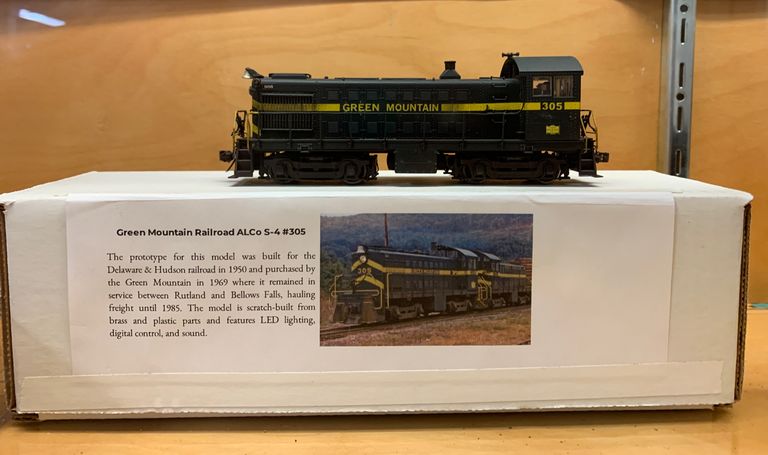 GREEN MOUNTAIN
305
Green Mountain Railroad ALCo S-4 #305
The prototype for this model was built for the
Delaware & Hudson railroad in 1950 and purchased by
the Green Mountain in 1969 where it remained in
service between Rutland and Bellows Falls, hauling
freight until 1985. The model is scratch-built from
brass and plastic parts and features LED lighting,
digital control, and sound.
305